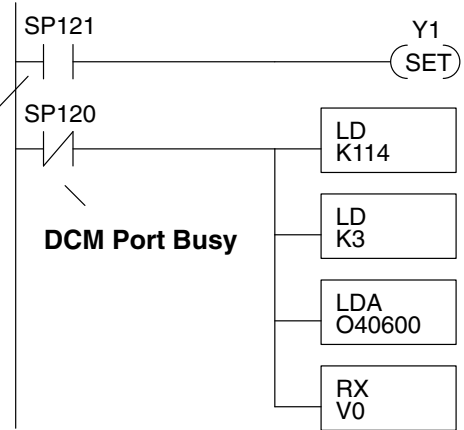 SP121
Y1
SET
SP120
LD
K114
DCM Port Busy
LD
K3
LDA
O40600
RX
V0